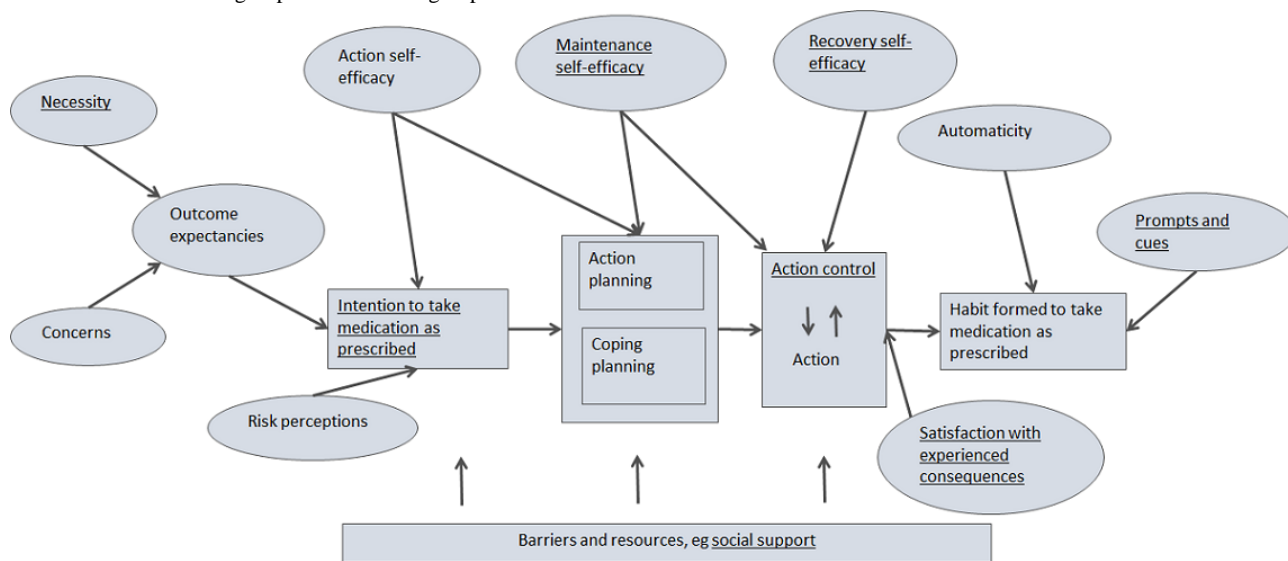 Action self-
efficacy
Maintenance
self-efficacy
Recovery self-
efficacy
Necessity
Automaticity
Outcome
expectancies
Prompts and
cues
Action
planning
Action control
Intention to take
medication as
prescribed
Habit formed to take
medication as
prescribed
Concerns
Coping
planning
Action
Risk perceptions
Satisfaction with
experienced
consequences
Barriers and resources, eg social support